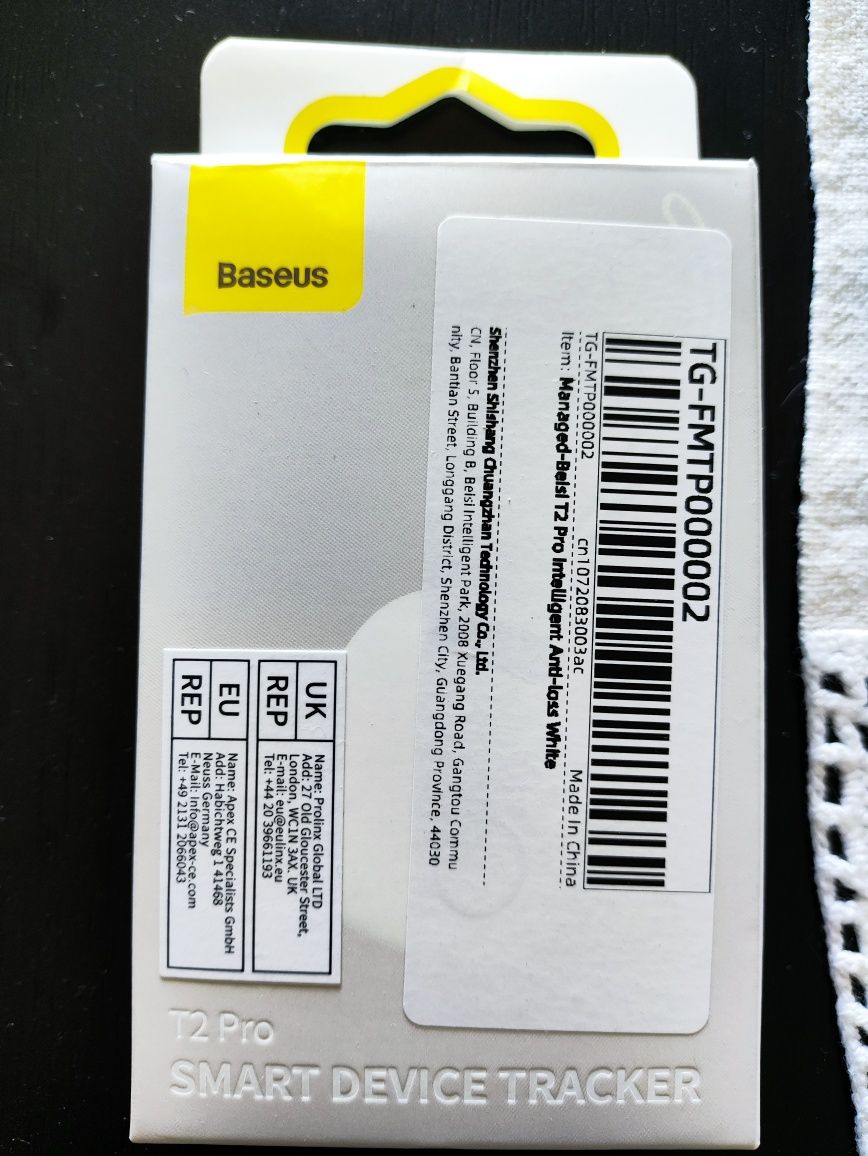 Baseus
TG-FMTP000002
TG-FMTP000002 cn1072083003ac Made in China
Item: Managed-Beisi T2 Pro Intelligent Anti-loss White
Shenzhen Shishang Chuangzhan Technology Co., Ltd.
CN, Floor 5, Building B, Beisi Intelligent Park, 2008 Xuegang Road, Gangtou Commu
nity, Bantian Street, Longgang District, Shenzhen City, Guangdong Province, 44030
UK
REP
Name: Prolinx Global LTD
Add: 27 Old Gloucester Street,
London, WC1N 3AX. UK
E-mail: eu@eulinx.eu
Tel: +44 20 39661193
EU
REP
Name: Apex CE Specialists GmbH
Add: Habichtweg 1 41468
Neuss Germany
E-Mail: Info@apex-ce.com
Tel: +49 2131 2066043
T2 Pro
SMART DEVICE TRACKER